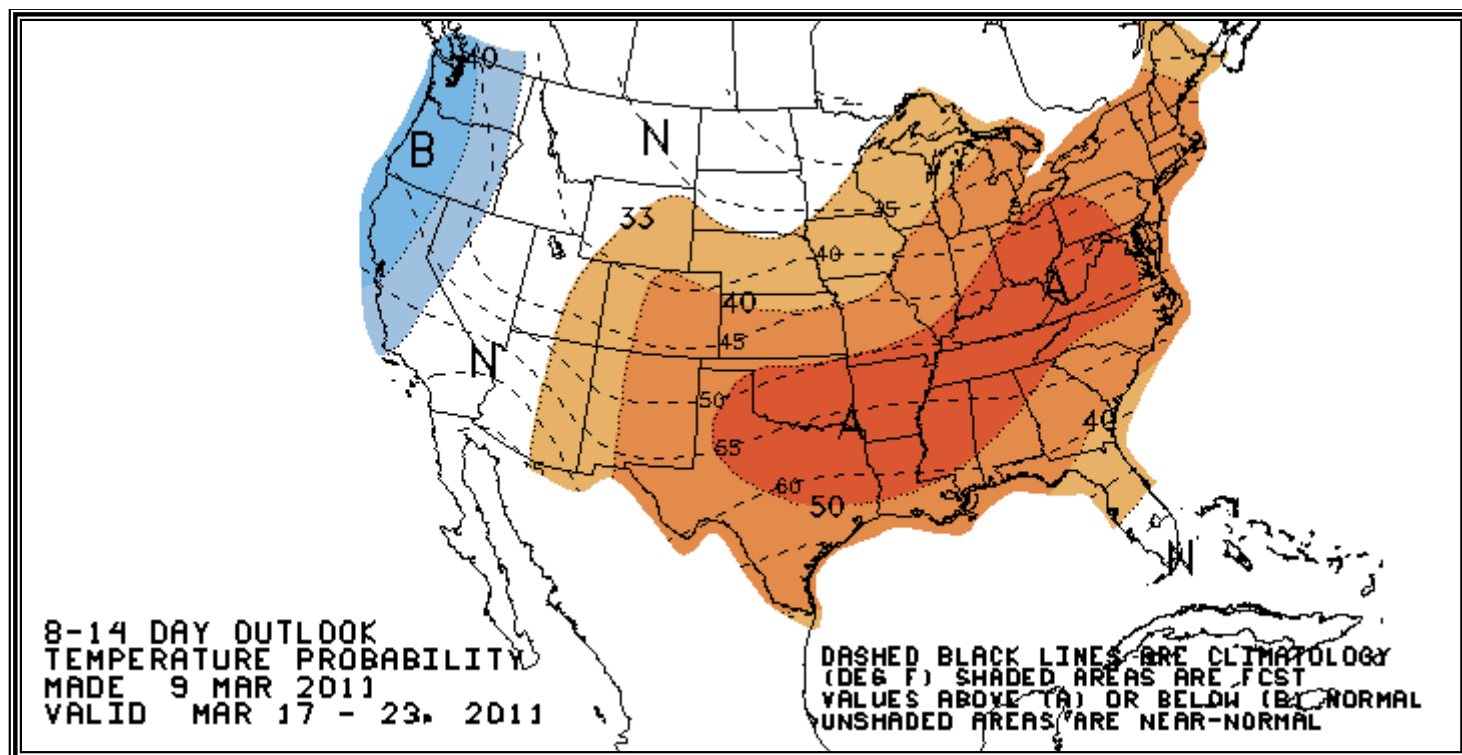 40
B
N
33
35
40
40
A
45
N
50
40
A
65
60
50
N
8-14 DAY OUTLOOK
TEMPERATURE PROBABILITY
MADE 9 MAR 2011
VALID MAR 17 - 23, 2011
DASHED BLACK LINES ARE CLIMATOLOGY
(DEG F) SHADED AREAS ARE FCST
VALUES ABOVE (A) OR BELOW (B) NORMAL
UNSHADED AREAS ARE NEAR-NORMAL